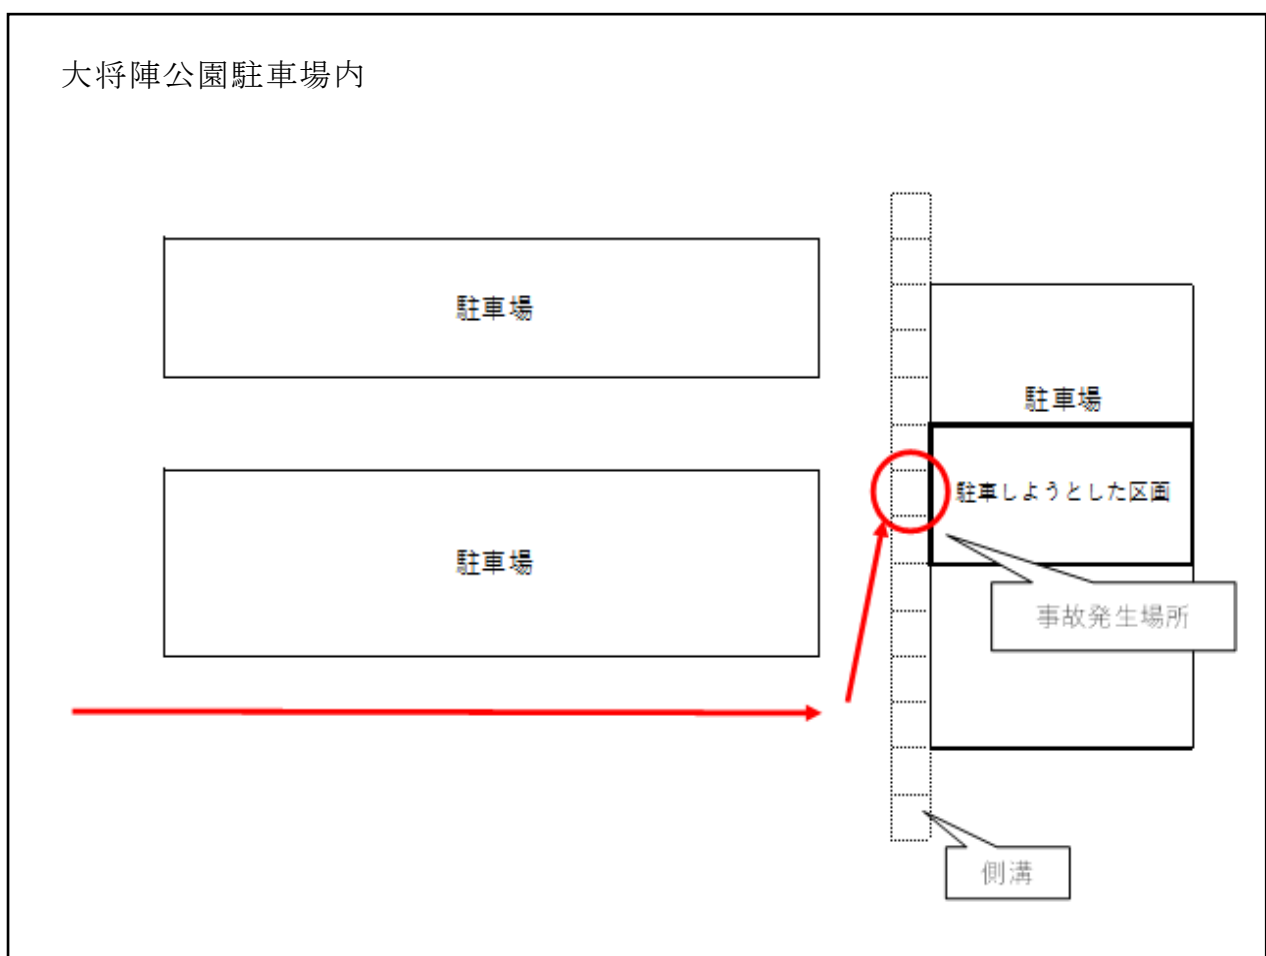 大将陣公園駐車場内
駐車場
駐車場
駐車しようとした区画
駐車場
事故発生場所
側溝